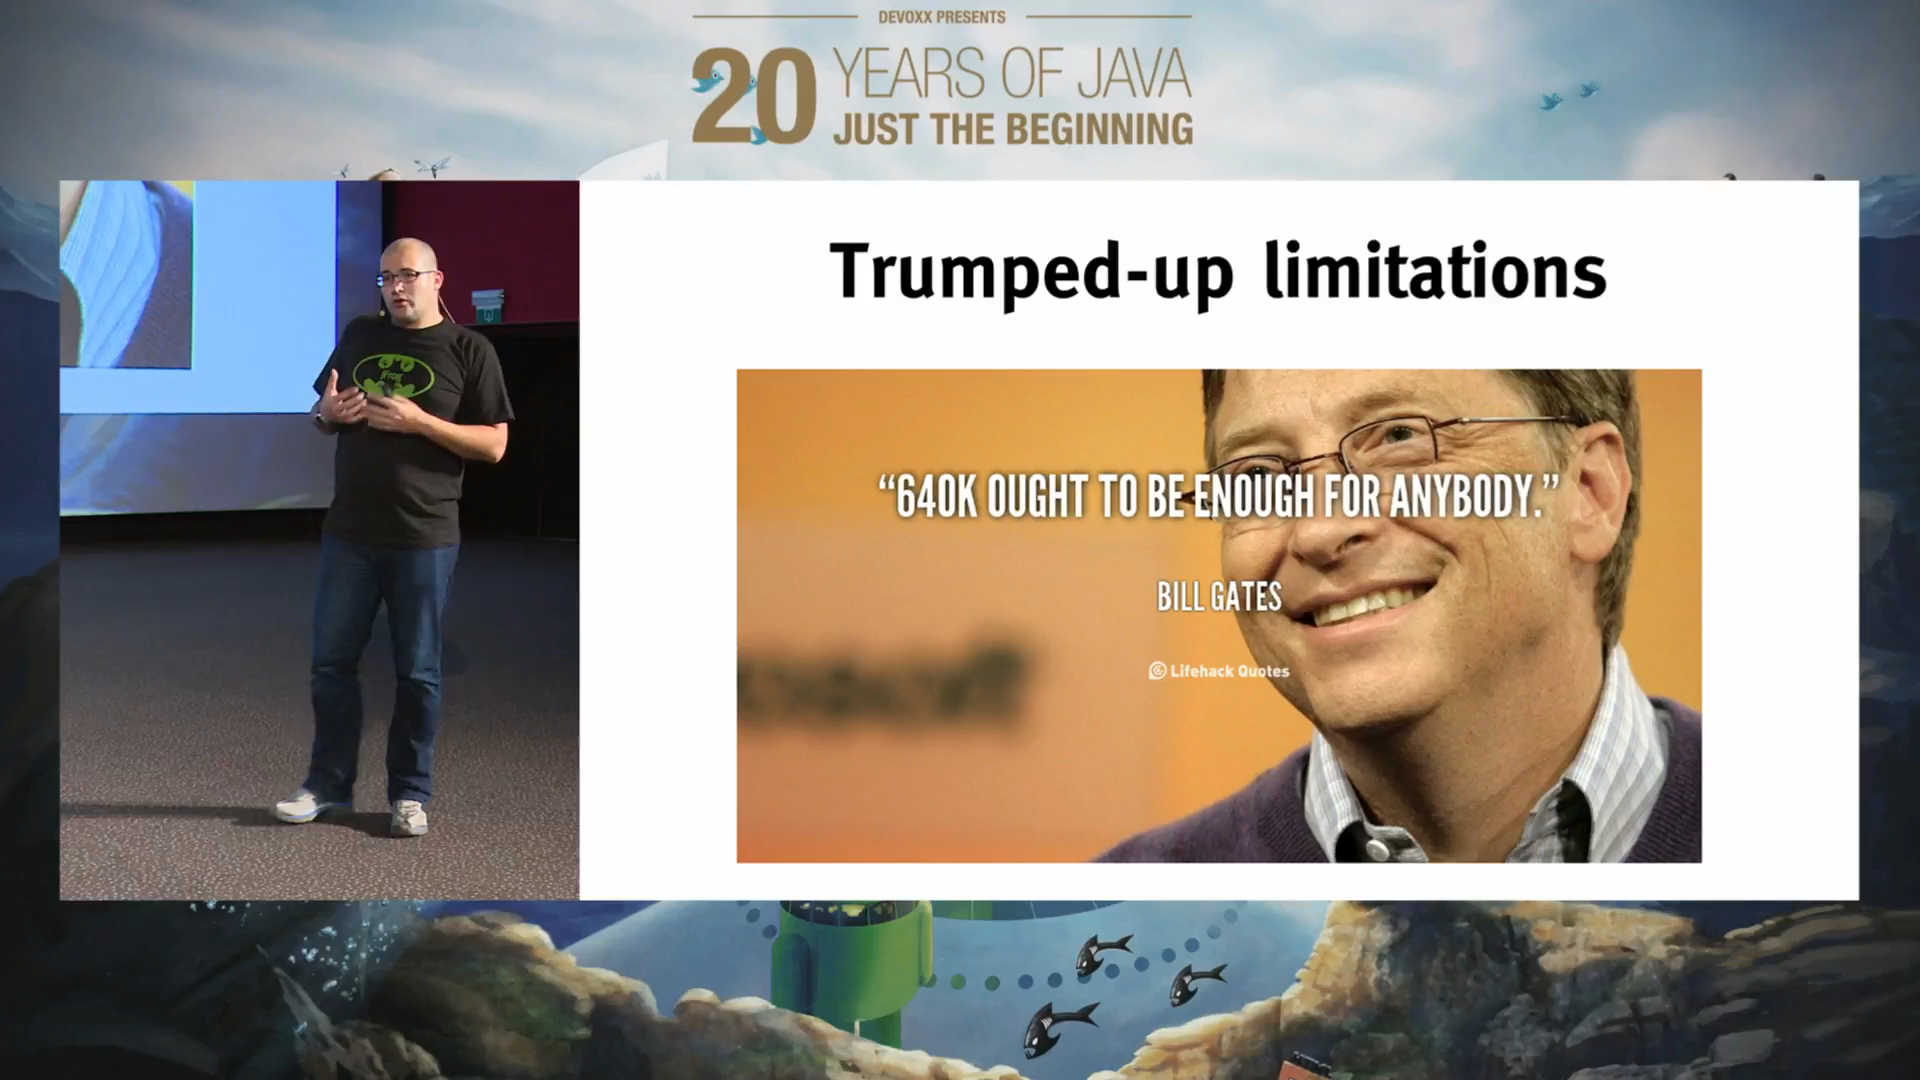 DEVOXX PRESENTS
20 YEARS OF JAVA
JUST THE BEGINNING
Trumped-up limitations
“640K OUGHT TO BE ENOUGH FOR ANYBODY.”
BILL GATES
Lifehack Quotes
JFrog